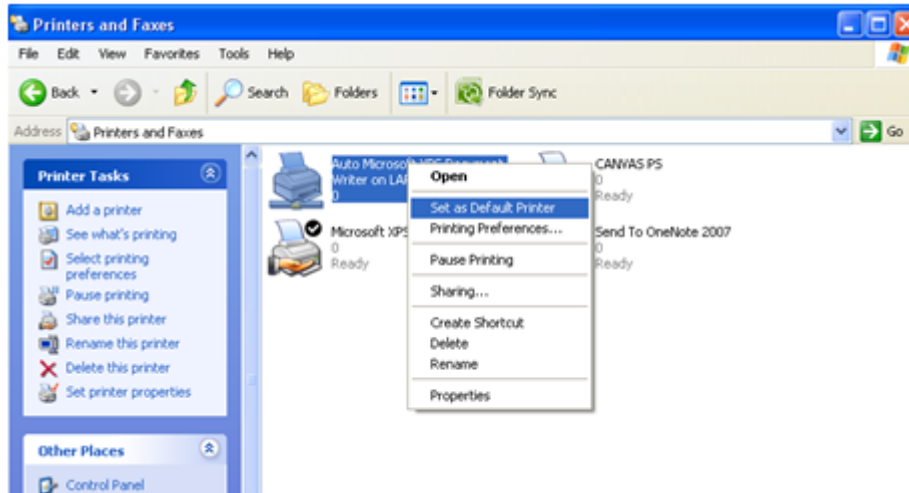 Printers and Faxes
File Edit View Favorites Tools Help
Back Search Folders Folder Sync
Address Printers and Faxes Go
Printer Tasks
Add a printer
See what's printing
Select printing
preferences
Pause printing
Share this printer
Rename this printer
Delete this printer
Set printer properties
Other Places
Control Panel
Auto Microsoft XPS Document
Writer on LAP
0
CANVAS PS
0
Ready
Microsoft XPS
0
Ready
Send To OneNote 2007
0
Ready
Open
Set as Default Printer
Printing Preferences...
Pause Printing
Sharing...
Create Shortcut
Delete
Rename
Properties